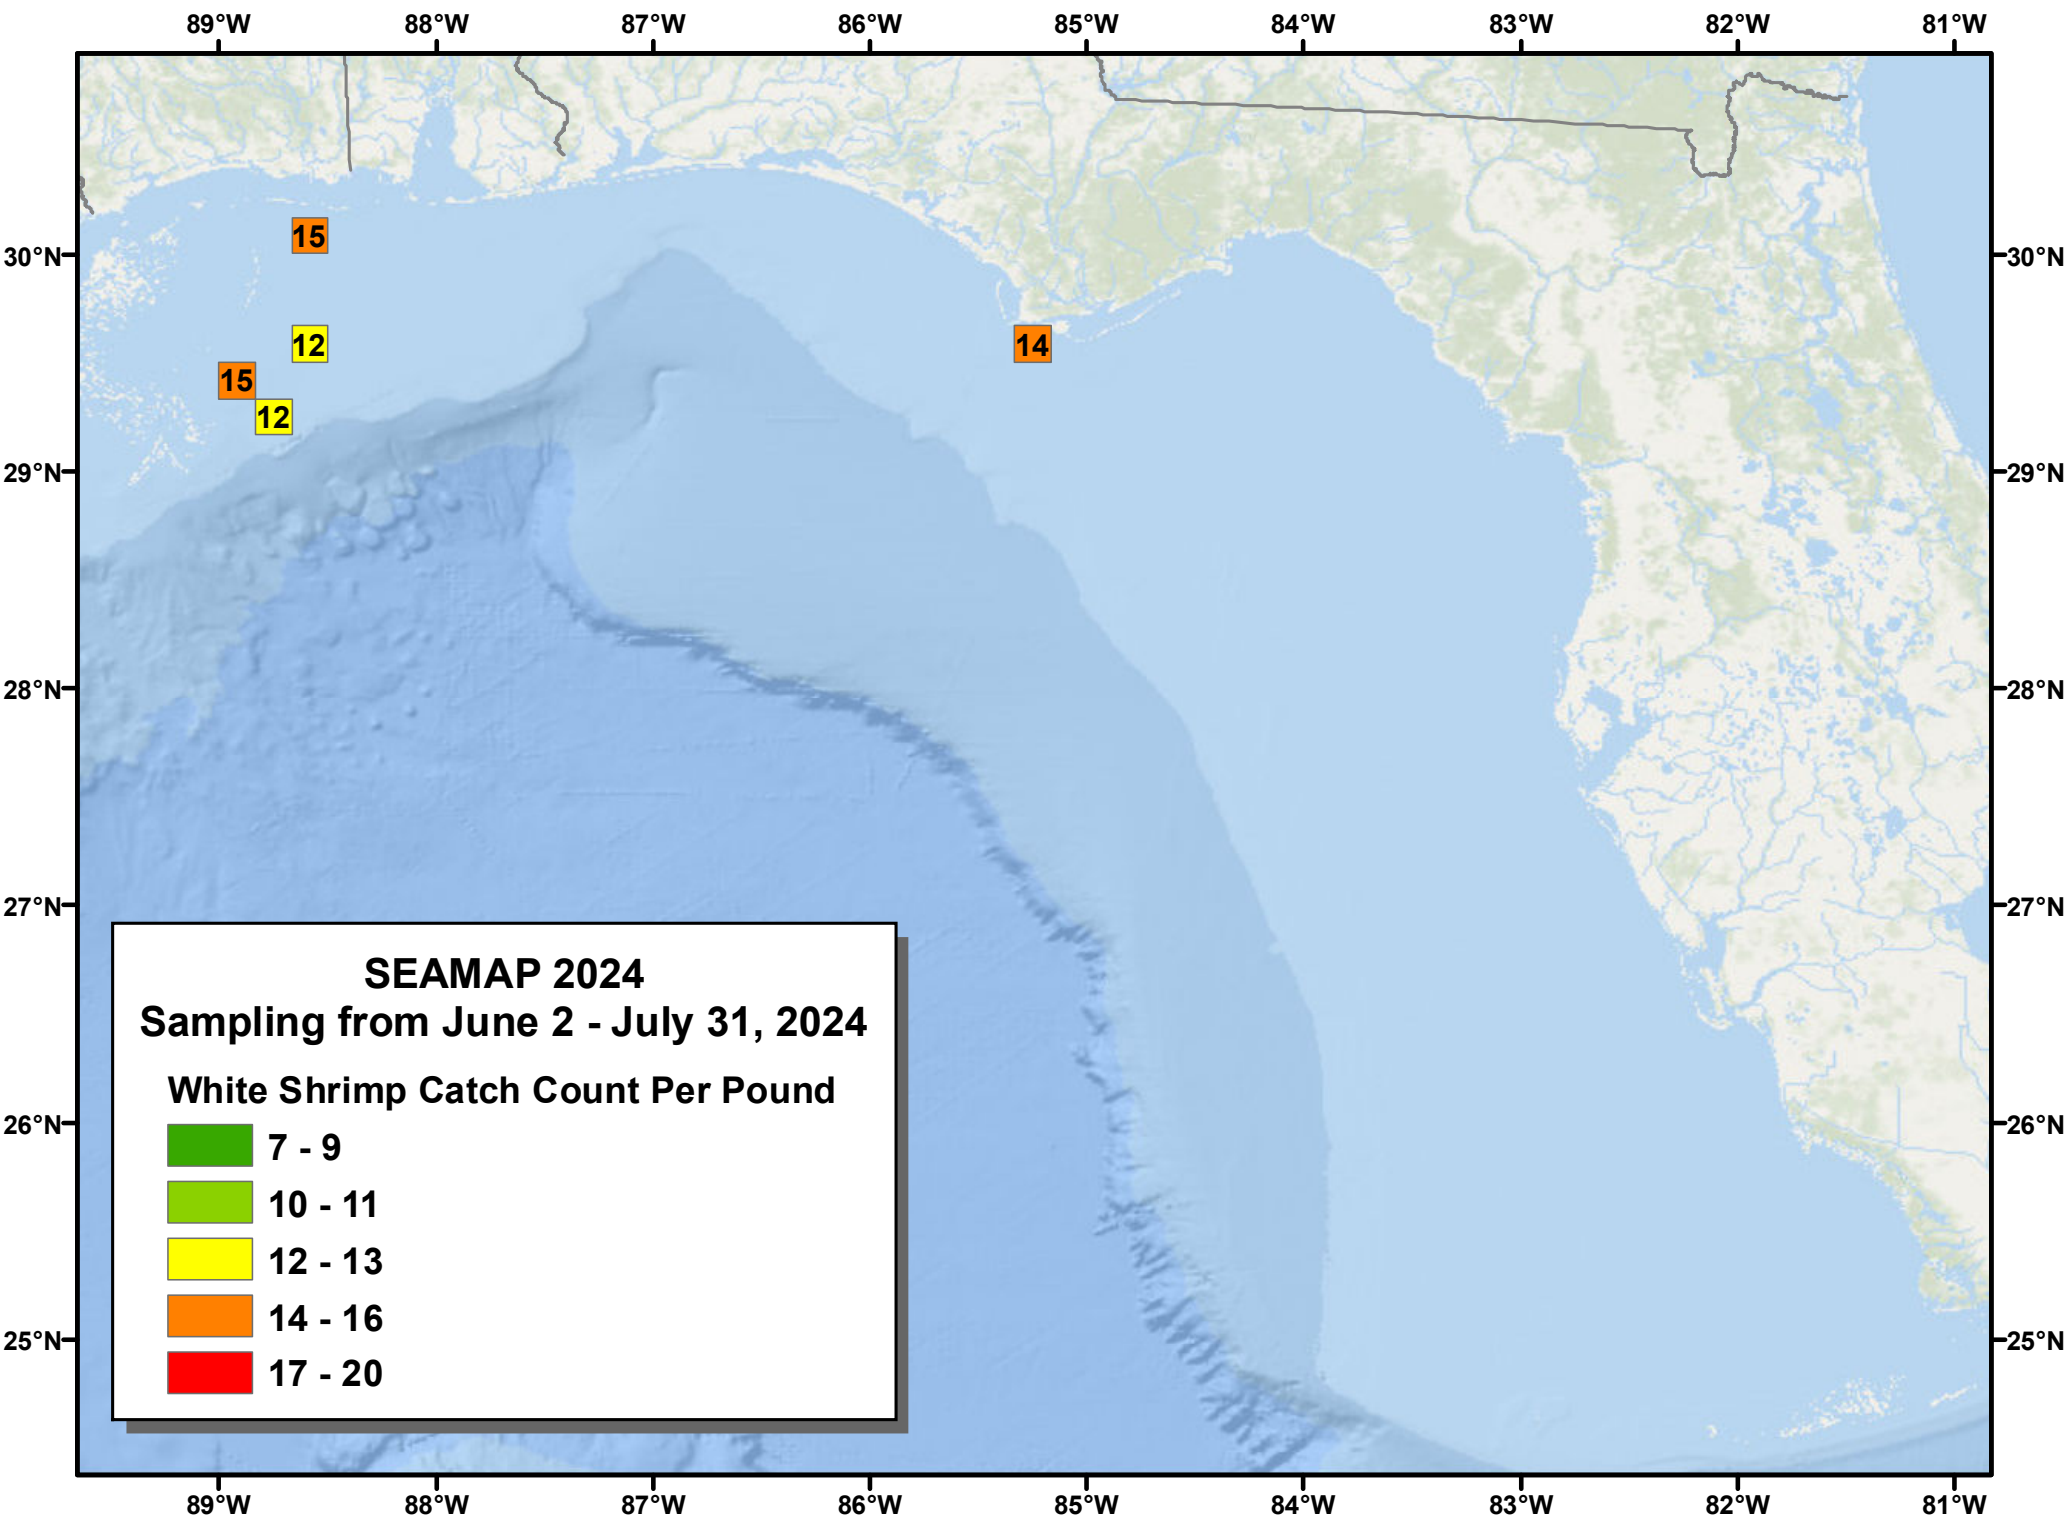 89°W 88°W 87°W 86°W 85°W 84°W 83°W 82°W 81°W
15
30°N 30°N
12
14
15
12
29°N 29°N
28°N 28°N
27°N 27°N
SEAMAP 2024
Sampling from June 2 - July 31, 2024
White Shrimp Catch Count Per Pound
26°N 26°N
7 - 9
10 - 11
12 - 13
14 - 16
25°N 25°N
17 - 20
89°W 88°W 87°W 86°W 85°W 84°W 83°W 82°W 81°W